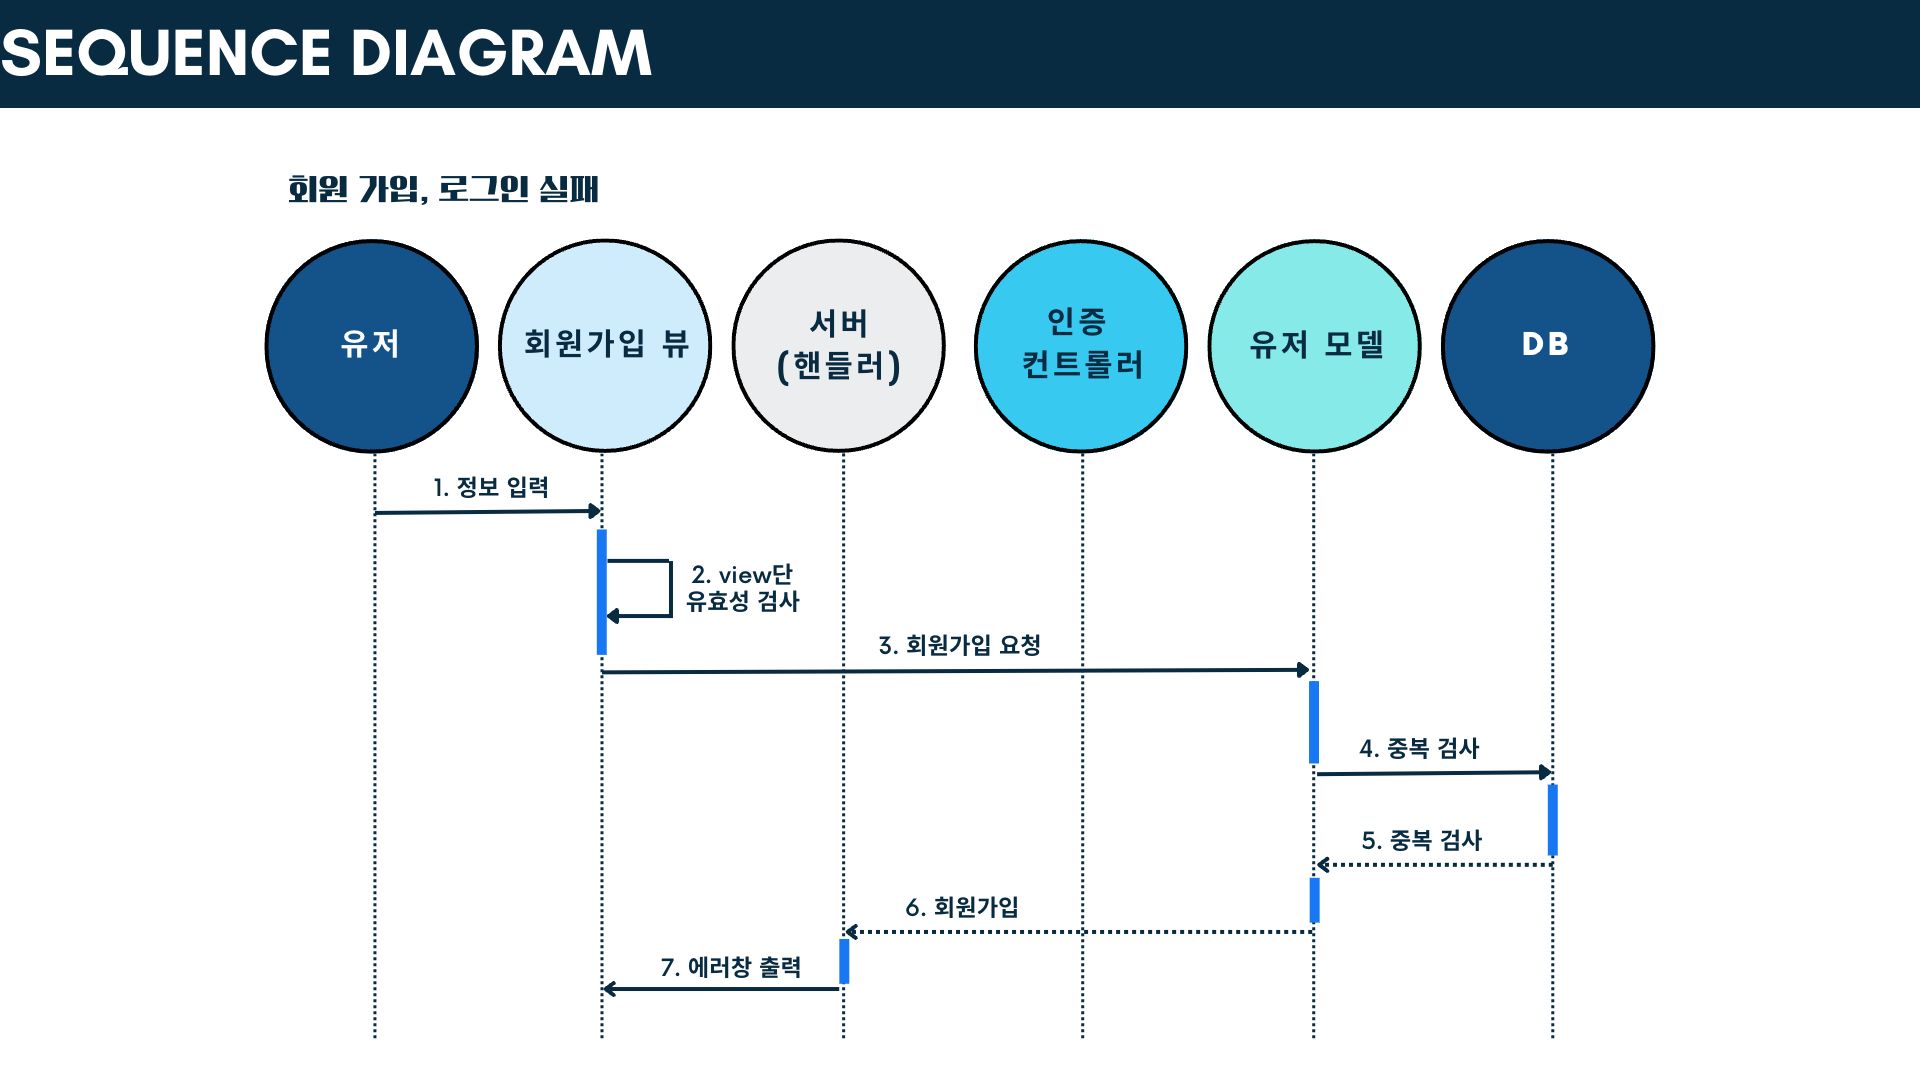 SEQUENCE DIAGRAM
회원 가입, 로그인 실패
유저
회원가입 뷰
서버
(핸들러)
인증
컨트롤러
유저 모델
DB
1. 정보 입력
2. view단
유효성 검사
3. 회원가입 요청
4. 중복 검사
5. 중복 검사
6. 회원가입
7. 에러창 출력